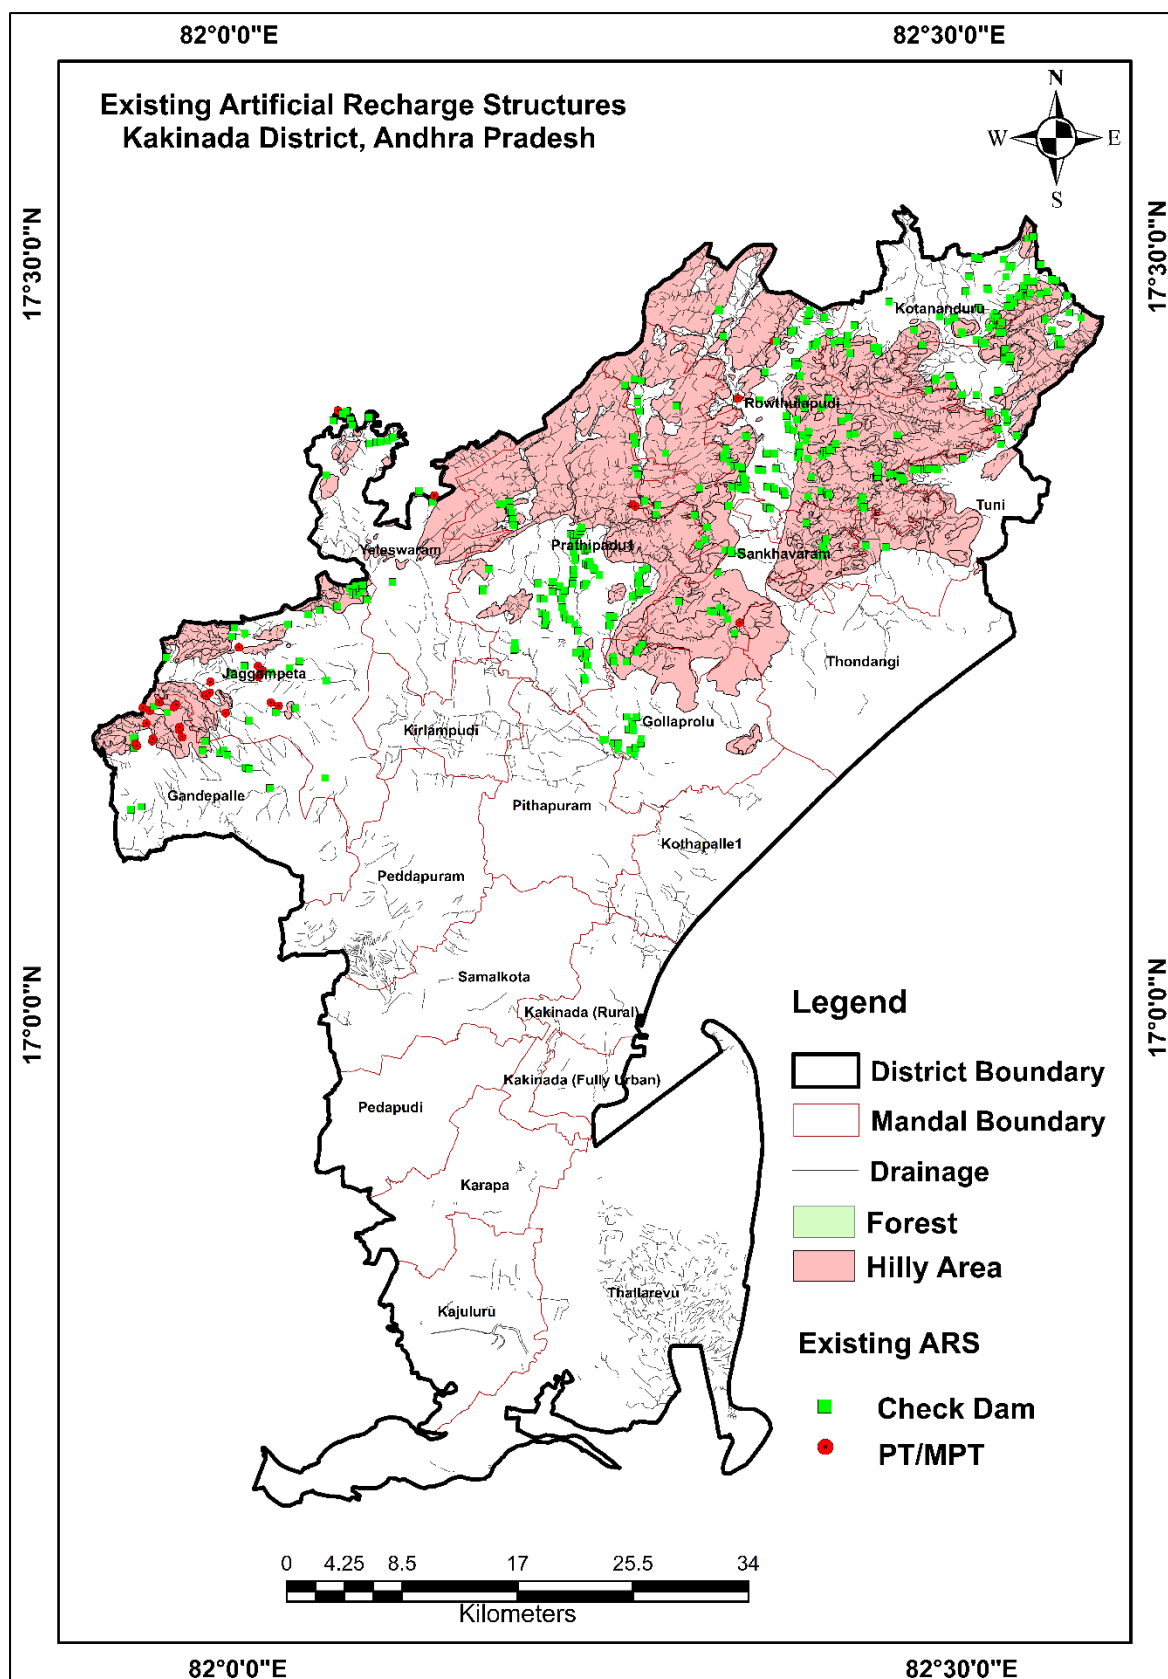 82°0'0"E
82°30'0"E
Existing Artificial Recharge Structures
Kakinada District, Andhra Pradesh
N
W
E
S
17°30'0"N
17°30'0"N
Kotananduru
Rowthulapudi
Tuni
Prathipadu1
Sankhavaram
Yeleswaram
Thondangi
Jaggampeta
Gollaprolu
Kirlampudi
Gandepalle
Pithapuram
Kothapalle1
Peddapuram
Samalkota
17°0'0"N
17°0'0"N
Kakinada (Rural)
Kakinada (Fully Urban)
Pedapudi
Karapa
Thallarevu
Kajuluru
Legend
District Boundary
Mandal Boundary
Drainage
Forest
Hilly Area
Existing ARS
Check Dam
PT/MPT
0 4.25 8.5 17 25.5 34
Kilometers
82°0'0"E
82°30'0"E